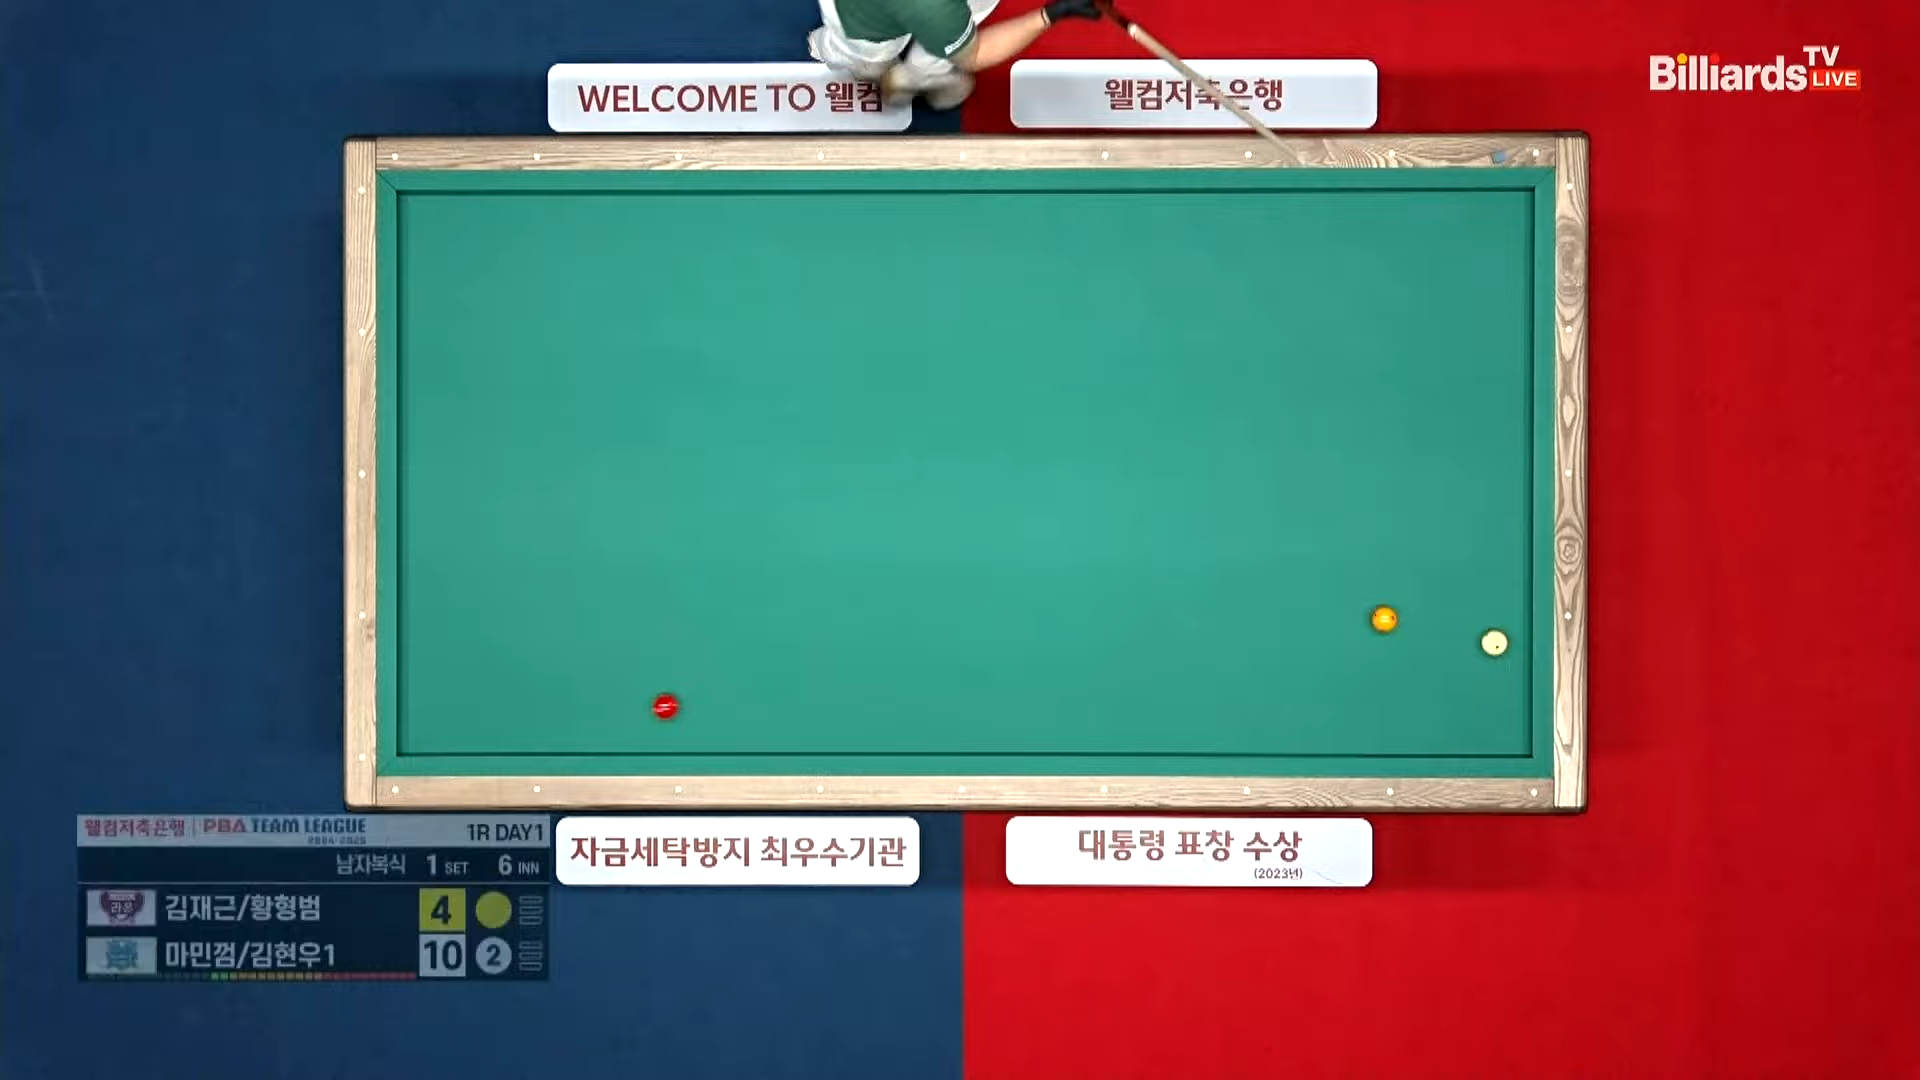 BilliardsTV LIVE
WELCOME TO 웰컴
웰컴저축은행
자금세탁방지 최우수기관
대통령 표창 수상
(2023년)
웰컴저축은행 PBA TEAM LEAGUE
2024-2025
1R DAY1
남자복식 1 SET 6 INN
김재근/황형범 4
마민껌/김현우1 10 2